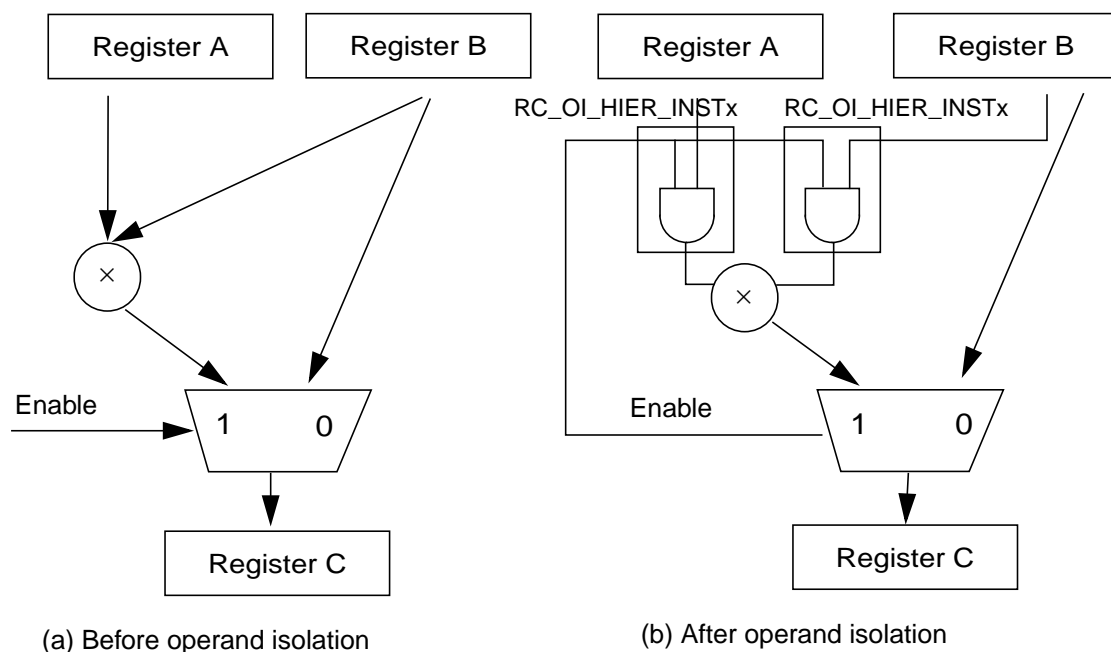 Register A
Register B
Register A
Register B
RC_OI_HIER_INSTx
RC_OI_HIER_INSTx
×
×
Enable
1
0
Enable
1
0
Register C
Register C
(a) Before operand isolation
(b) After operand isolation